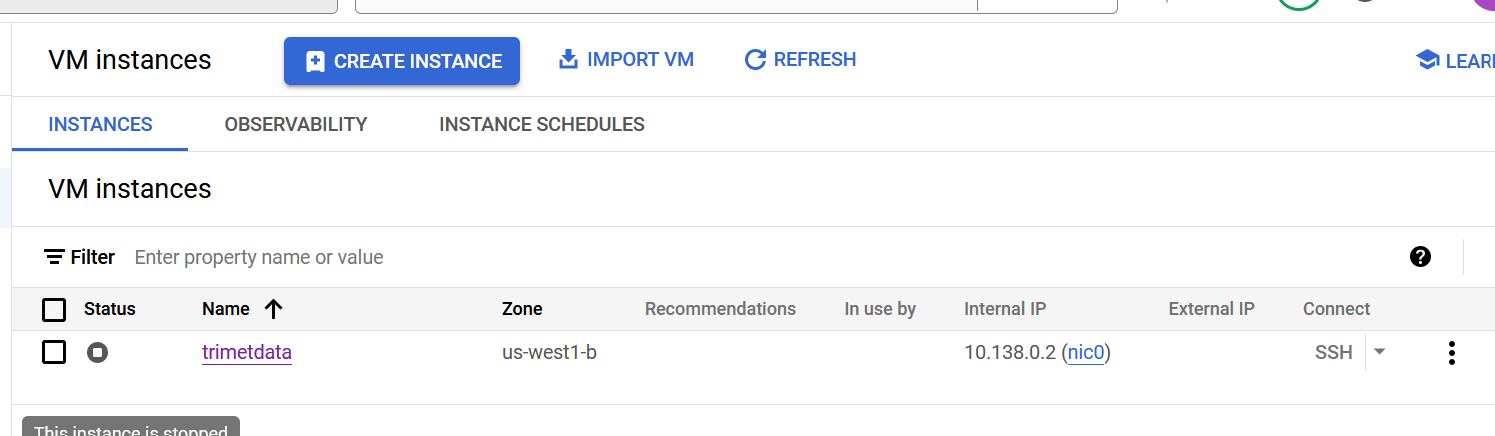 VM instances CREATE INSTANCE IMPORT VM REFRESH
INSTANCES OBSERVABILITY INSTANCE SCHEDULES
VM instances
Filter Enter property name or value
Status Name Zone Recommendations In use by Internal IP External IP Connect
trimetdata us-west1-b 10.138.0.2 (nic0) SSH
This instance is stopped